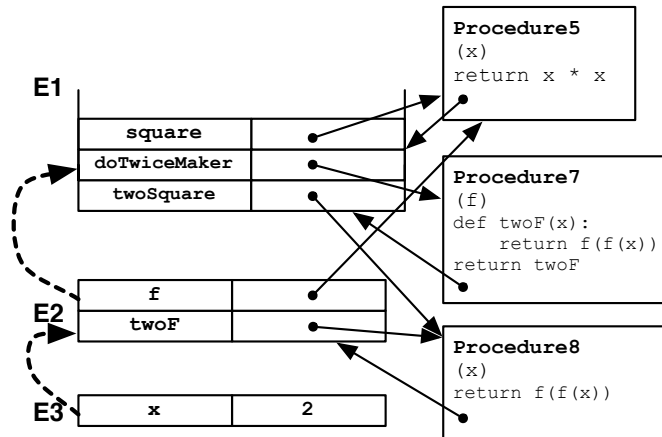 E1
square
doTwiceMaker
twoSquare
E2
f
twoF
E3
x 2
Procedure5
(x)
return x * x
Procedure7
(f)
def twoF(x):
    return f(f(x))
return twoF
Procedure8
(x)
return f(f(x))